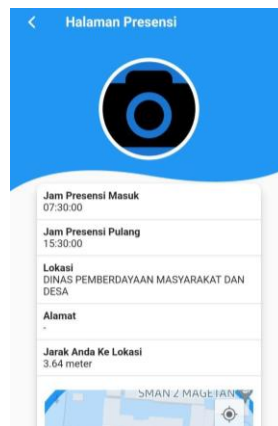 Halaman Presensi
Jam Presensi Masuk
07:30:00
Jam Presensi Pulang
15:30:00
Lokasi
DINAS PEMBERDAYAAN MASYARAKAT DAN
DESA
Alamat
-
Jarak Anda Ke Lokasi
3.64 meter
SMAN 2 MAGETAN